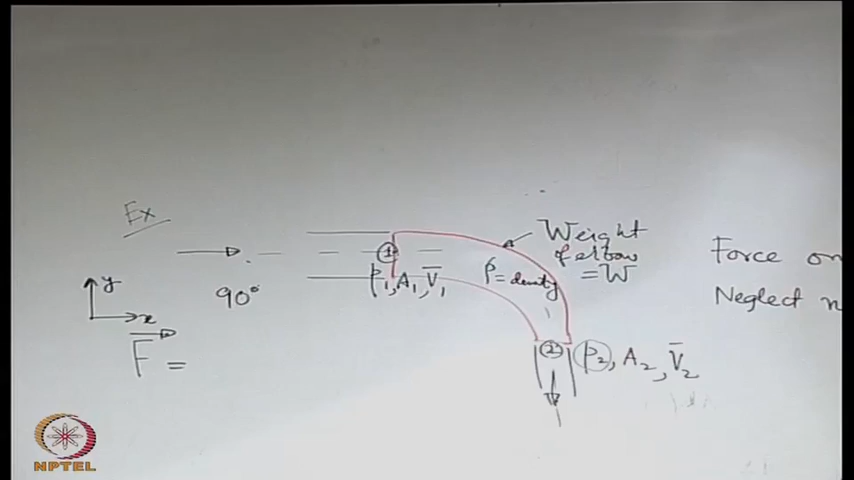 Ex
Weight
of elbow
= W
Force on
①
p₁, A₁, V̄₁
ρ = density
y
x
90°
Neglect
F =
②
p₂, A₂, V̄₂
NPTEL